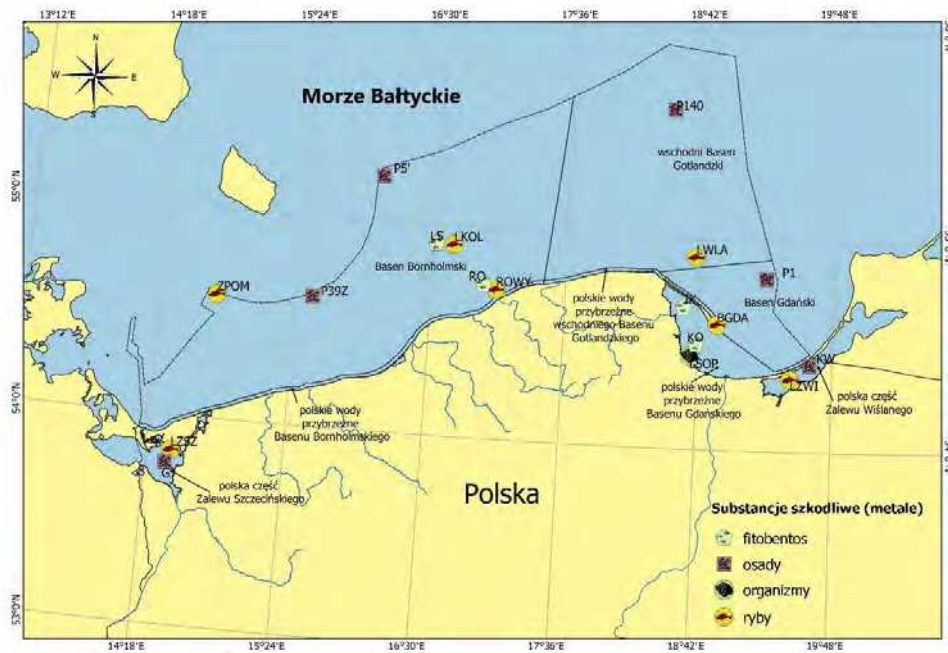 13°12'E 14°18'E 15°24'E 16°30'E 17°36'E 18°42'E 19°48'E
N
W E
S
Morze Bałtyckie
P140
wschodni Basen
Gotlandzki
P5'
55°0'N
LS LKOL
Basen Bornholmski
LWLA
RO
ROWY
P1
Basen Gdański
ZPOM
P39Z
polskie wody
przybrzeżne
wschodniego Basenu
Gotlandzkiego
JK
BGDA
KO
LSOP
KW
LZWI
54°0'N
polskie wody
przybrzeżne
Basenu Bornholmskiego
polskie wody
przybrzeżne
Basenu Gdańskiego
polska część
Zalewu Wiślanego
LZSZ
polska część
Zalewu Szczecińskiego
Polska
Substancje szkodliwe (metale)
fitobentos
osady
organizmy
ryby
53°0'N
14°18'E 15°24'E 16°30'E 17°36'E 18°42'E 19°48'E